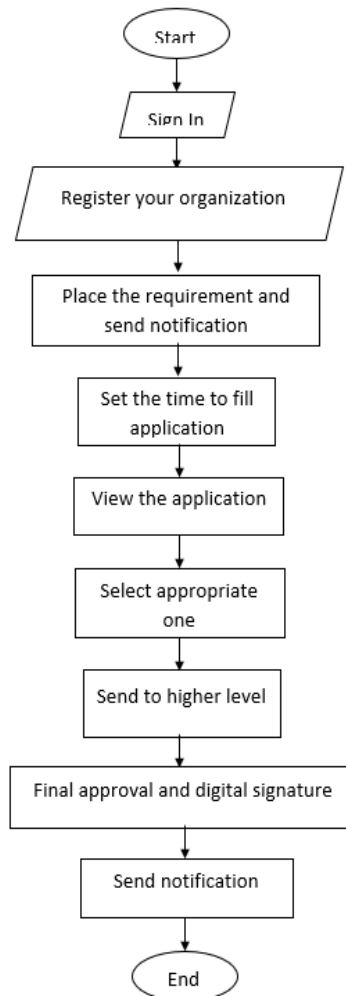 Start
Sign In
Register your organization
Place the requirement and
send notification
Set the time to fill
application
View the application
Select appropriate
one
Send to higher level
Final approval and digital signature
Send notification
End